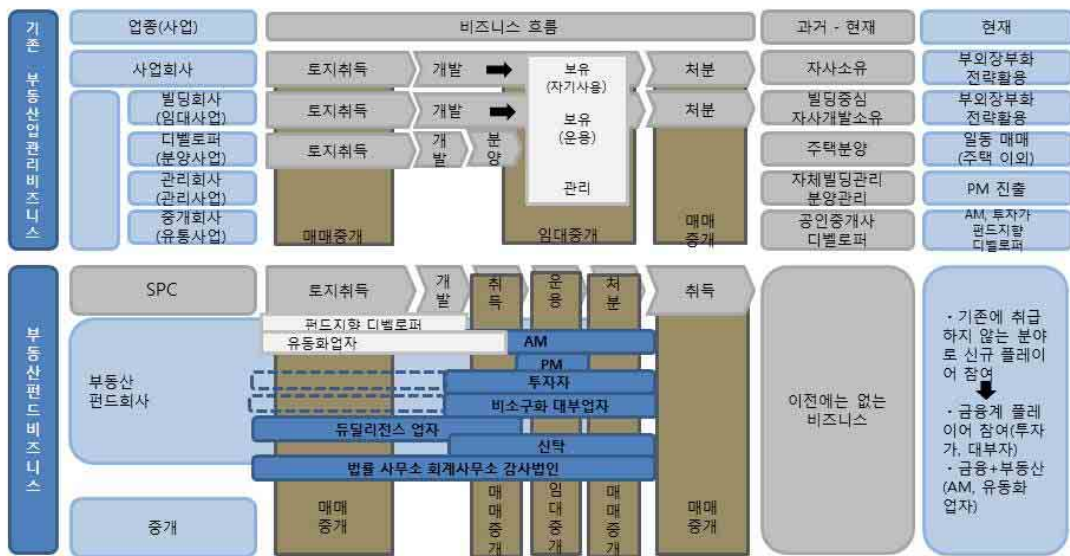 기존 부동산업관리비즈니스
업종(사업)
비즈니스 흐름
과거 - 현재
현재
사업회사
토지취득
개발
보유
(자기사용)
처분
자사소유
부외장부화
전략활용
빌딩회사
(임대사업)
토지취득
개발
보유
(운용)
처분
빌딩중심
자사개발소유
부외장부화
전략활용
디벨로퍼
(분양사업)
토지취득
개발
분양
주택분양
일동 매매
(주택 이외)
관리회사
(관리사업)
관리
자체빌딩관리
분양관리
PM 진출
중개회사
(유통사업)
매매중개
임대중개
매매
중개
공인중개사
디벨로퍼
AM, 투자가
펀드지향
디벨로퍼
부동산펀드비즈니스
SPC
토지취득
개발
취득
운용
처분
취득
펀드지향 디벨로퍼
유동화업자
AM
PM
부동산
펀드회사
투자자
비소구화 대부업자
듀딜리전스 업자
신탁
법률 사무소 회계사무소 감사법인
중개
매매
중개
매매중개
임대중개
매매중개
매매
중개
이전에는 없는
비즈니스
· 기존에 취급
하지 않는 분야
로 신규 플레이
어 참여
· 금융계 플레
이어 참여(투자
가, 대부자)
· 금융+부동산
(AM, 유동화
업자)